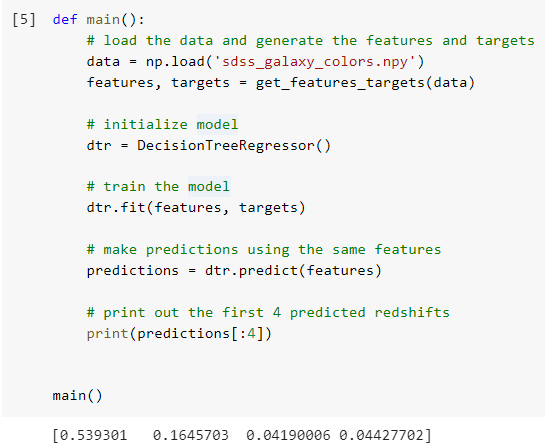 [5] def main():
    # load the data and generate the features and targets
    data = np.load('sdss_galaxy_colors.npy')
    features, targets = get_features_targets(data)

    # initialize model
    dtr = DecisionTreeRegressor()

    # train the model
    dtr.fit(features, targets)

    # make predictions using the same features
    predictions = dtr.predict(features)

    # print out the first 4 predicted redshifts
    print(predictions[:4])

main()
[0.539301   0.1645703  0.04190006 0.04427702]